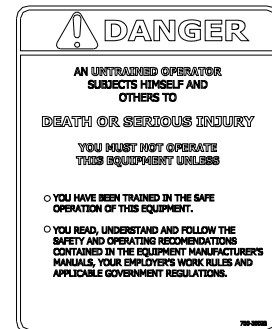 DANGER
AN UNTRAINED OPERATOR
SUBJECTS HIMSELF AND
OTHERS TO
DEATH OR SERIOUS INJURY
YOU MUST NOT OPERATE
THIS EQUIPMENT UNLESS
YOU HAVE BEEN TRAINED IN THE SAFE
OPERATION OF THIS EQUIPMENT.
YOU READ, UNDERSTAND AND FOLLOW THE
SAFETY AND OPERATING RECOMENDATIONS
CONTAINED IN THE EQUIPMENT MANUFACTURER'S
MANUALS, YOUR EMPLOYER'S WORK RULES AND
APPLICABLE GOVERNMENT REGULATIONS.